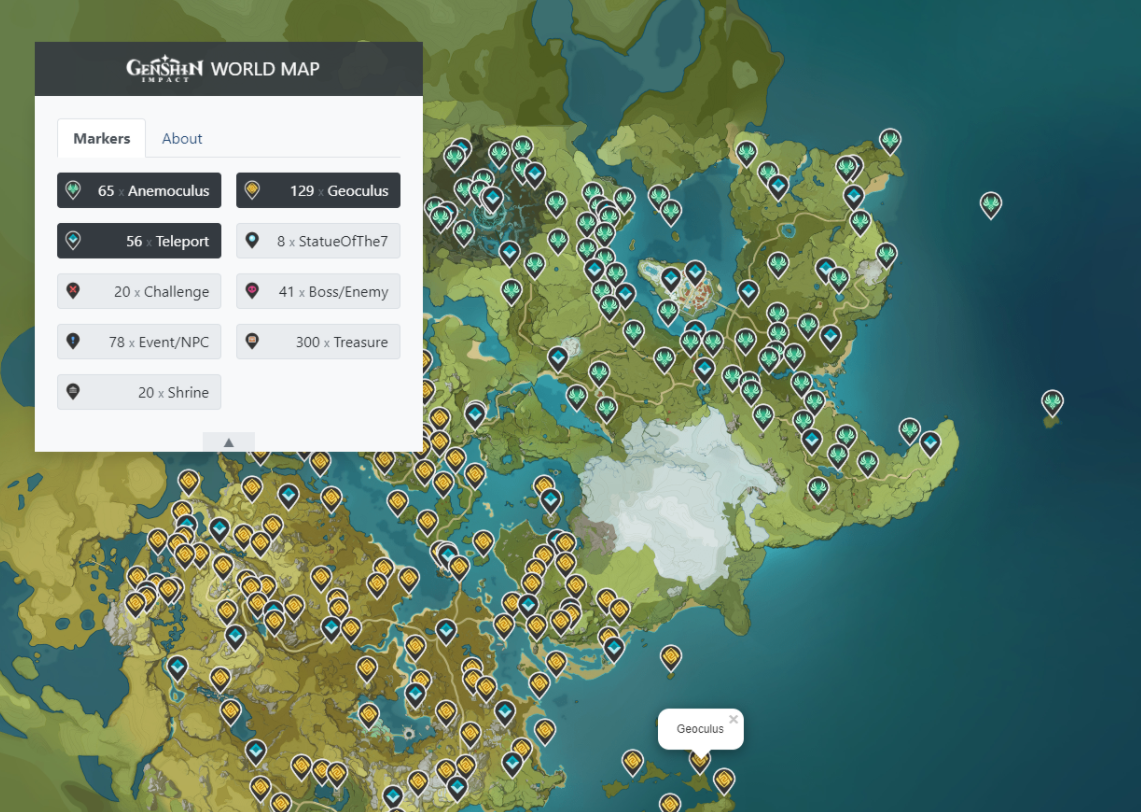 GENSHIN
IMPACT
WORLD MAP
Markers
About
65 x Anemoculus
129 x Geoculus
56 x Teleport
8 x StatueOfThe7
20 x Challenge
41 x Boss/Enemy
78 x Event/NPC
300 x Treasure
20 x Shrine
▲
Geoculus
×